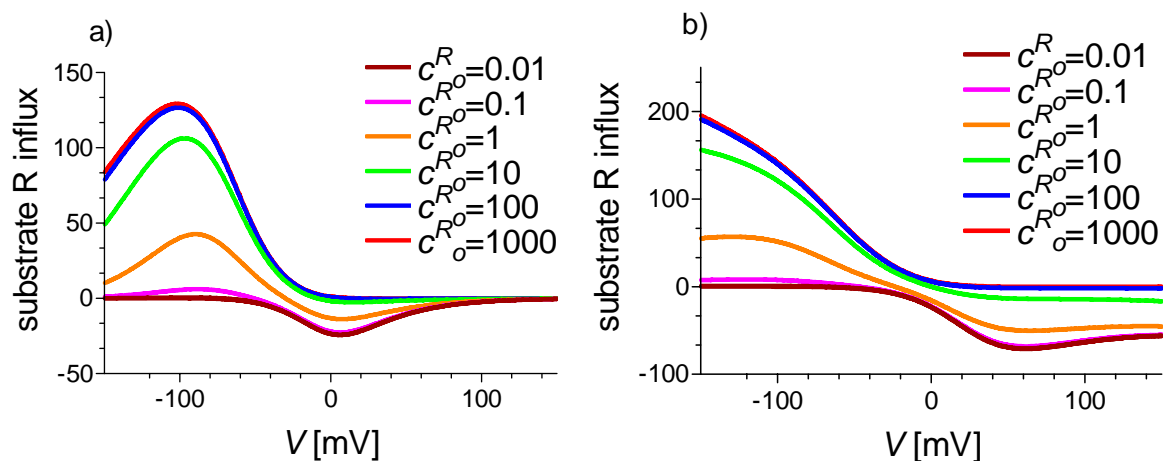 a)
substrate R influx
150
100
50
0
-50
-100
0
100
V [mV]
c^R_o=0.01
c^R_o=0.1
c^R_o=1
c^R_o=10
c^R_o=100
c^R_o=1000
b)
substrate R influx
200
100
0
-100
-100
0
100
V [mV]
c^R_o=0.01
c^R_o=0.1
c^R_o=1
c^R_o=10
c^R_o=100
c^R_o=1000